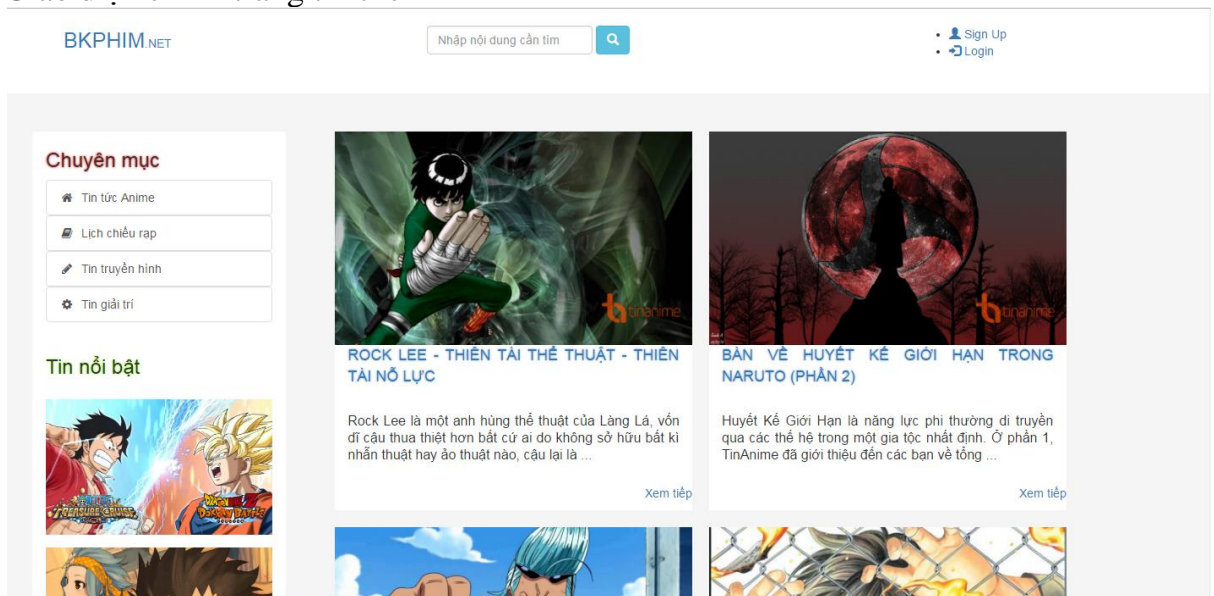 BKPHIM.NET
Nhập nội dung cần tìm
Sign Up
Login
Chuyên mục
Tin tức Anime
Lịch chiếu rạp
Tin truyền hình
Tin giải trí
Tin nổi bật
TREASURE CRUISE
DRAGON BALL Z
DOKKAN BATTLE
tinanime
ROCK LEE - THIÊN TÀI THỂ THUẬT - THIÊN
TÀI NỖ LỰC
Rock Lee là một anh hùng thể thuật của Làng Lá, vốn
dĩ cậu thua thiệt hơn bất cứ ai do không sở hữu bất kì
nhẫn thuật hay ảo thuật nào, cậu lại là ...
Xem tiếp
tinanime
BÀN VỀ HUYẾT KẾ GIỚI HẠN TRONG
NARUTO (PHẦN 2)
Huyết Kế Giới Hạn là năng lực phi thường di truyền
qua các thế hệ trong một gia tộc nhất định. Ở phần 1,
TinAnime đã giới thiệu đến các bạn về tổng ...
Xem tiếp